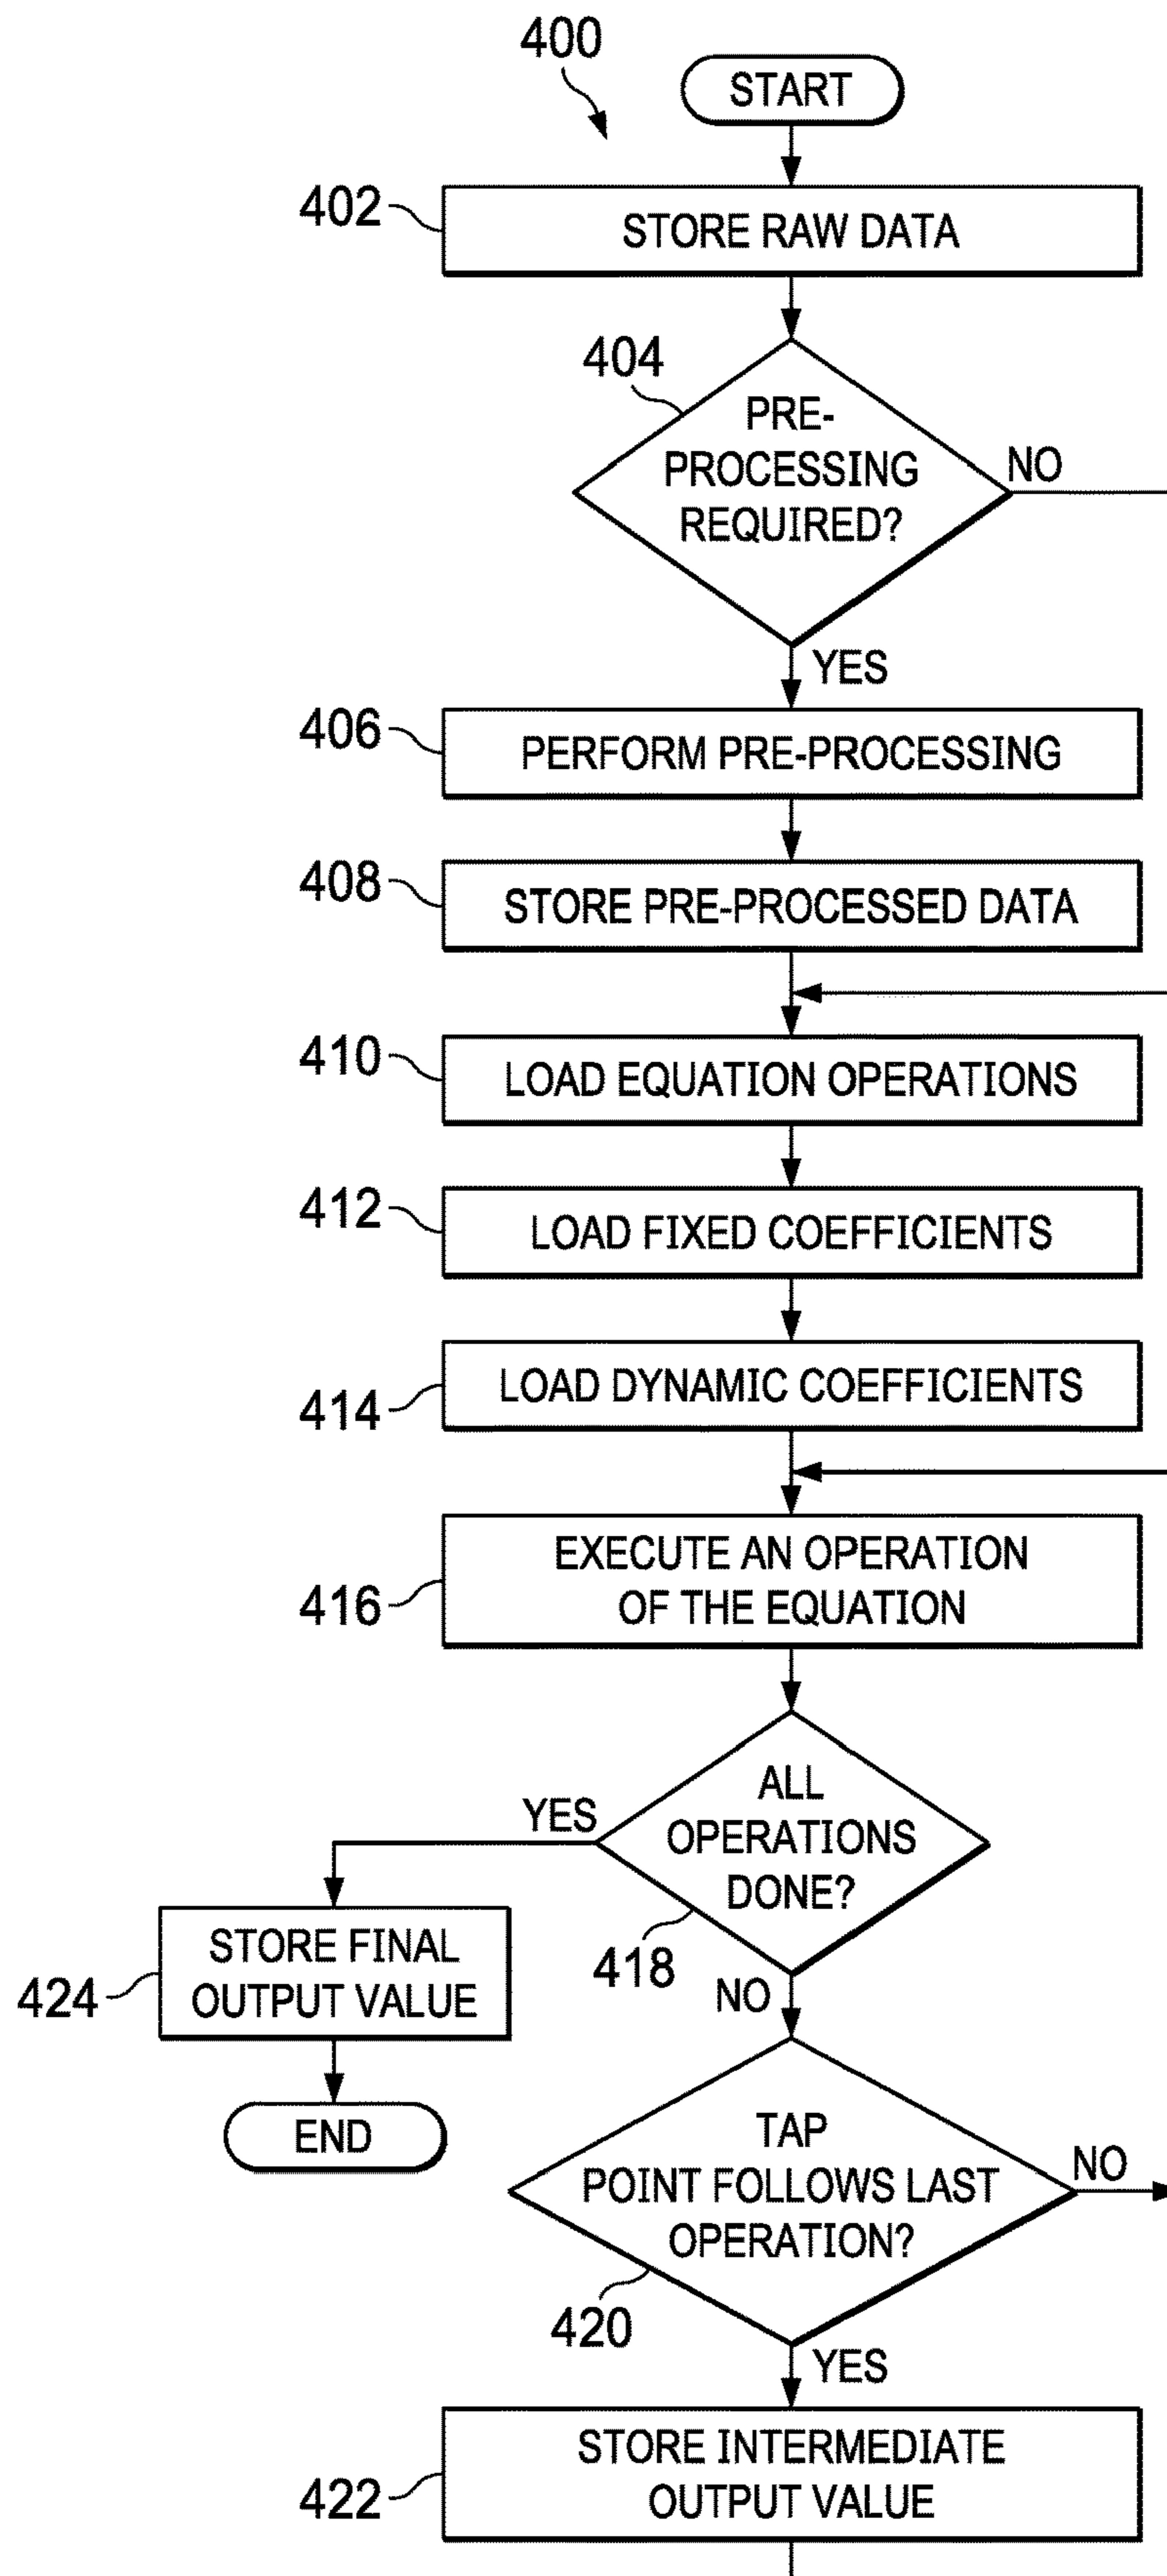 400
START
402
STORE RAW DATA
404
PRE-
PROCESSING
REQUIRED?
NO
YES
406
PERFORM PRE-PROCESSING
408
STORE PRE-PROCESSED DATA
410
LOAD EQUATION OPERATIONS
412
LOAD FIXED COEFFICIENTS
414
LOAD DYNAMIC COEFFICIENTS
416
EXECUTE AN OPERATION
OF THE EQUATION
YES
ALL
OPERATIONS
DONE?
418
NO
424
STORE FINAL
OUTPUT VALUE
END
TAP
POINT FOLLOWS LAST
OPERATION?
NO
420
YES
422
STORE INTERMEDIATE
OUTPUT VALUE